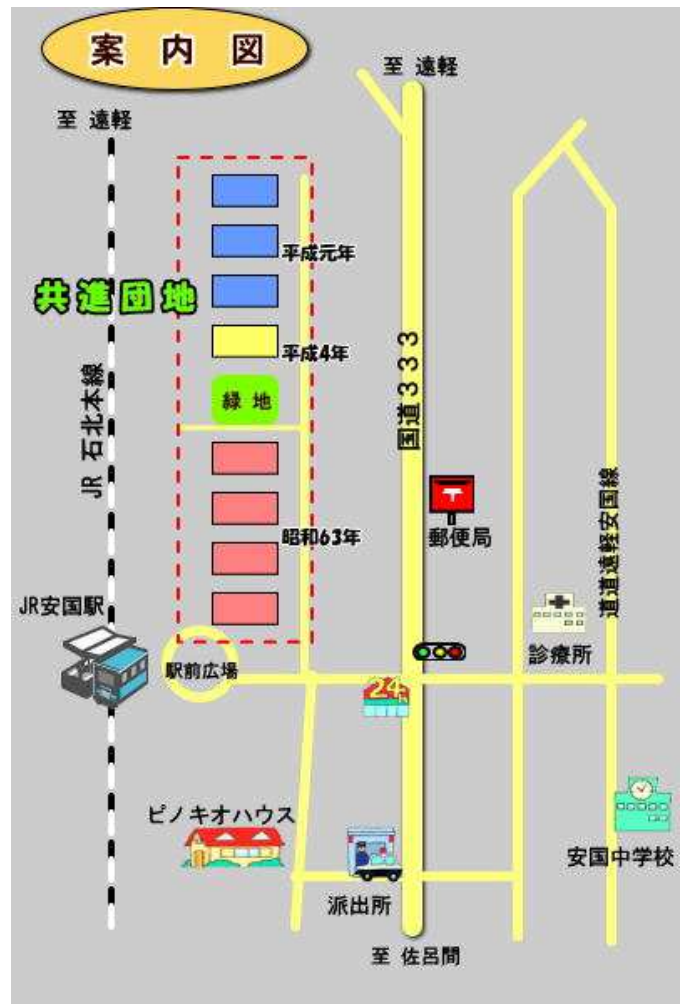 案内図
至 遠軽
至 遠軽
平成元年
共進団地
平成4年
国道333
緑地
JR 石北本線
昭和63年
郵便局
道道遠軽安国線
JR安国駅
診療所
駅前広場
24h
ピノキオハウス
安国中学校
派出所
至 佐呂間